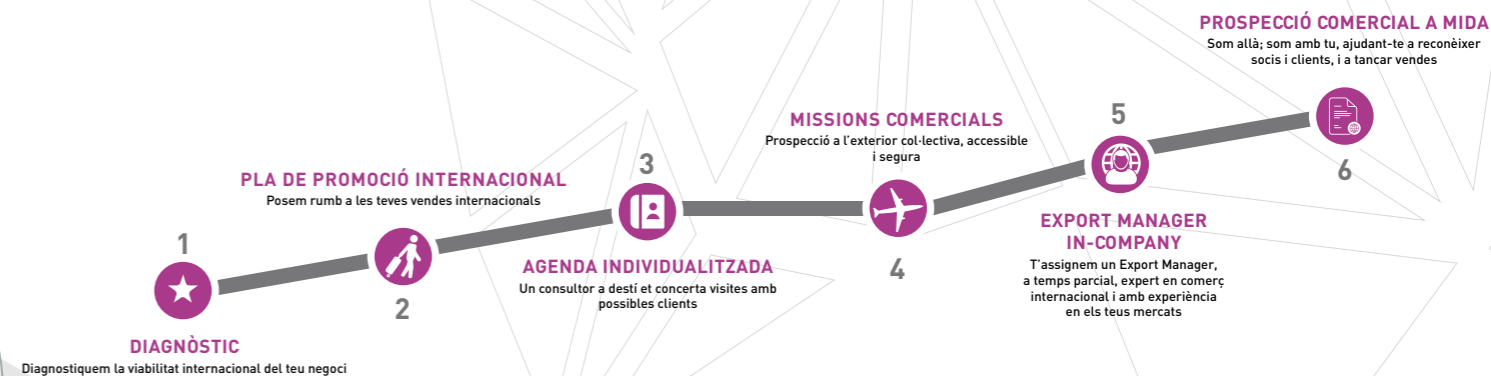 1
DIAGNÒSTIC
Diagnostiquem la viabilitat internacional del teu negoci
PLA DE PROMOCIÓ INTERNACIONAL
Posem rumb a les teves vendes internacionals
2
3
AGENDA INDIVIDUALITZADA
Un consultor a destí et concerta visites amb
possibles clients
MISSIONS COMERCIALS
Prospecció a l'exterior col·lectiva, accessible
i segura
4
5
EXPORT MANAGER
IN-COMPANY
T'assignem un Export Manager,
a temps parcial, expert en comerç
internacional i amb experiència
en els teus mercats
PROSPECCIÓ COMERCIAL A MIDA
Som allà; som amb tu, ajudant-te a reconèixer
socis i clients, i a tancar vendes
6